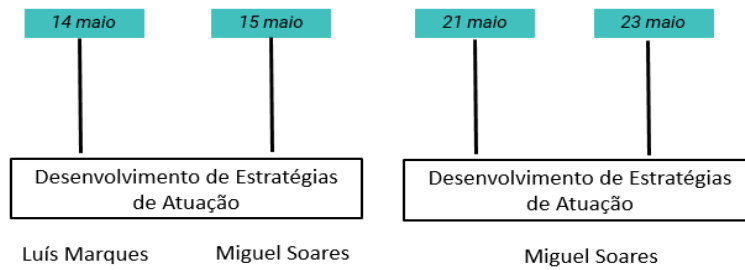 14 maio
15 maio
21 maio
23 maio
Desenvolvimento de Estratégias
de Atuação
Desenvolvimento de Estratégias
de Atuação
Luís Marques
Miguel Soares
Miguel Soares